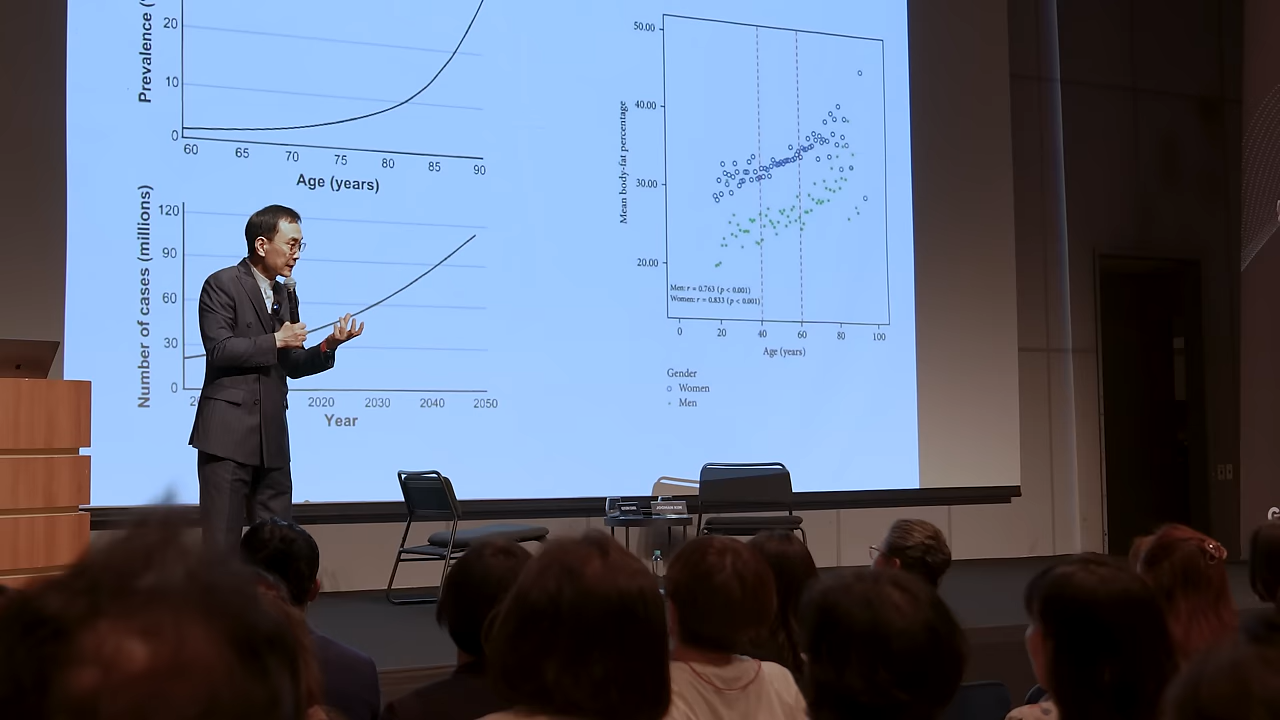 Prevalence (
20
10
0
60 65 70 75 80 85 90
Age (years)
Number of cases (millions)
120
90
60
30
0
2020 2030 2040 2050
Year
Mean body-fat percentage
50.00
40.00
30.00
20.00
Men: r = 0.763 (p < 0.001)
Women: r = 0.833 (p < 0.001)
0 20 40 60 80 100
Age (years)
Gender
Women
Men